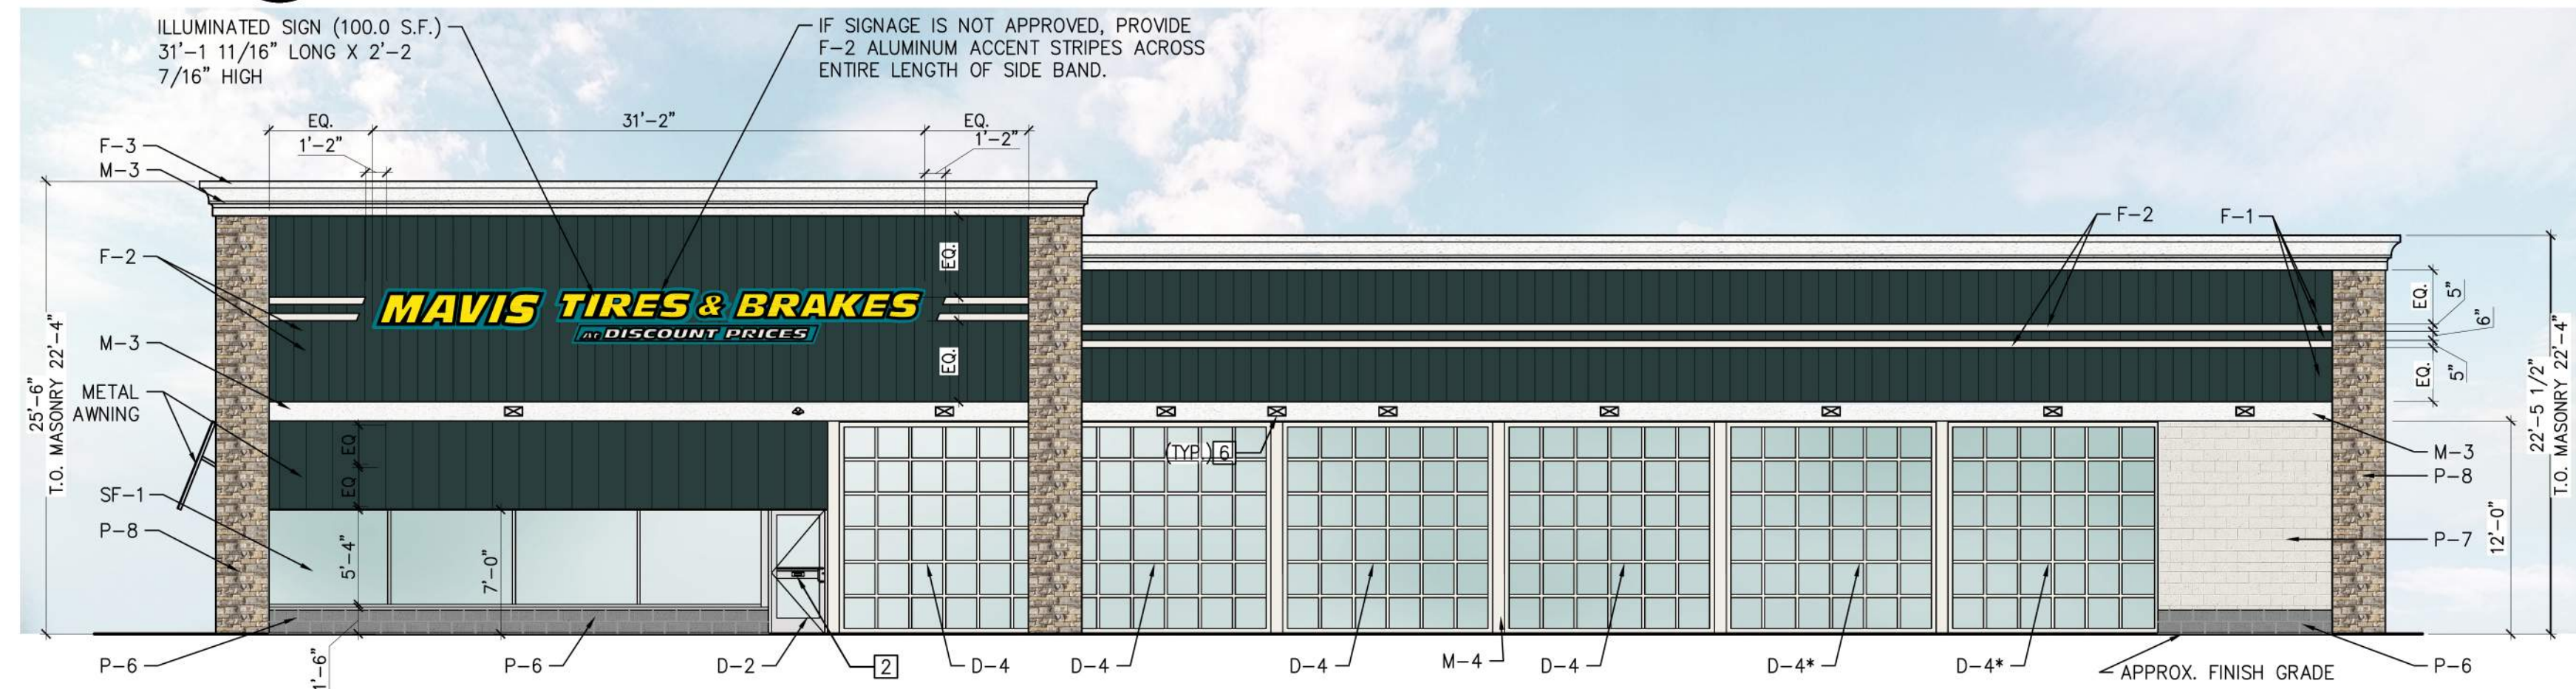 ILLUMINATED SIGN (100.0 S.F.)
31'-1 11/16" LONG X 2'-2
7/16" HIGH
IF SIGNAGE IS NOT APPROVED, PROVIDE
F-2 ALUMINUM ACCENT STRIPES ACROSS
ENTIRE LENGTH OF SIDE BAND.
EQ.
31'-2"
EQ.
1'-2"
1'-2"
F-3
M-3
F-2
M-3
METAL
AWNING
SF-1
P-8
25'-6"
T.O. MASONRY 22'-4"
EQ.
EQ.
MAVIS TIRES & BRAKES
AT DISCOUNT PRICES
F-2
F-1
EQ.
5"
6"
EQ.
5"
22'-5 1/2"
T.O. MASONRY 22'-4"
EQ
EQ
5'-4"
7'-0"
1'-6"
(TYP.) 6
M-3
P-8
P-7
12'-0"
P-6
P-6
D-2
2
D-4
D-4
D-4
M-4
D-4
D-4*
D-4*
APPROX. FINISH GRADE
P-6